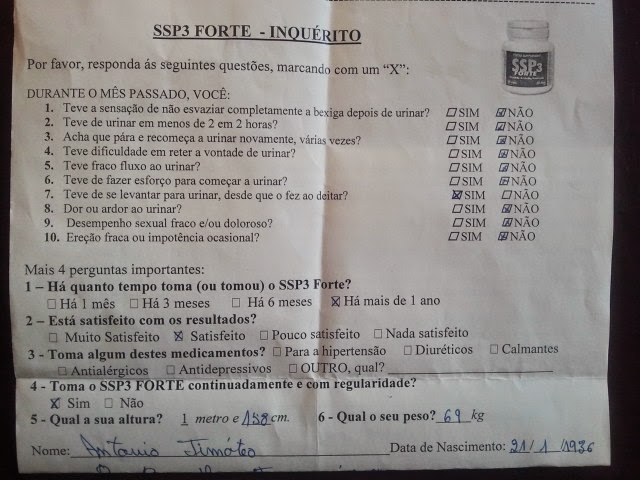 SSP3 FORTE - INQUÉRITO
SSP3
FORTE
Por favor, responda ás seguintes questões, marcando com um “X”:
DURANTE O MÊS PASSADO, VOCÊ:
1. Teve a sensação de não esvaziar completamente a bexiga depois de urinar? ☐ SIM ☒ NÃO
2. Teve de urinar em menos de 2 em 2 horas? ☐ SIM ☒ NÃO
3. Acha que pára e recomeça a urinar novamente, várias vezes? ☐ SIM ☒ NÃO
4. Teve dificuldade em reter a vontade de urinar? ☐ SIM ☒ NÃO
5. Teve fraco fluxo ao urinar? ☐ SIM ☒ NÃO
6. Teve de fazer esforço para começar a urinar? ☐ SIM ☒ NÃO
7. Teve de se levantar para urinar, desde que o fez ao deitar? ☒ SIM ☐ NÃO
8. Dor ou ardor ao urinar? ☐ SIM ☒ NÃO
9. Desempenho sexual fraco e/ou doloroso? ☐ SIM ☒ NÃO
10. Ereção fraca ou impotência ocasional? ☐ SIM ☒ NÃO
Mais 4 perguntas importantes:
1 – Há quanto tempo toma (ou tomou) o SSP3 Forte?
☐ Há 1 mês ☐ Há 3 meses ☐ Há 6 meses ☒ Há mais de 1 ano
2 – Está satisfeito com os resultados?
☐ Muito Satisfeito ☒ Satisfeito ☐ Pouco satisfeito ☐ Nada satisfeito
3 - Toma algum destes medicamentos? ☐ Para a hipertensão ☐ Diuréticos ☐ Calmantes
☐ Antialérgicos ☐ Antidepressivos ☐ OUTRO, qual?
4 - Toma o SSP3 FORTE continuadamente e com regularidade?
☒ Sim ☐ Não
5 - Qual a sua altura? 1 metro e 158 cm. 6 - Qual o seu peso? 69 kg
Nome: Antonio Timóteo Data de Nascimento: 21/1/1936